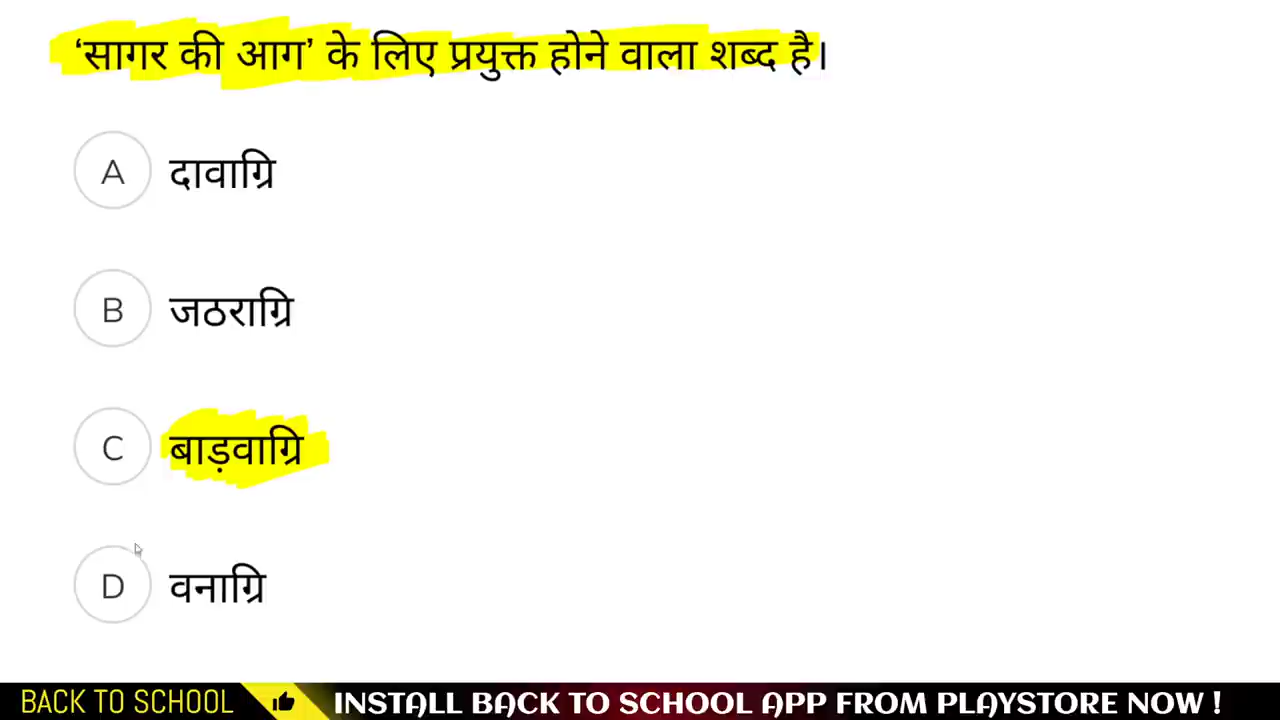 ‘सागर की आग’ के लिए प्रयुक्त होने वाला शब्द है।
A दावाग्रि
B जठराग्रि
C बाड़वाग्रि
D वनाग्रि
BACK TO SCHOOL INSTALL BACK TO SCHOOL APP FROM PLAYSTORE NOW !